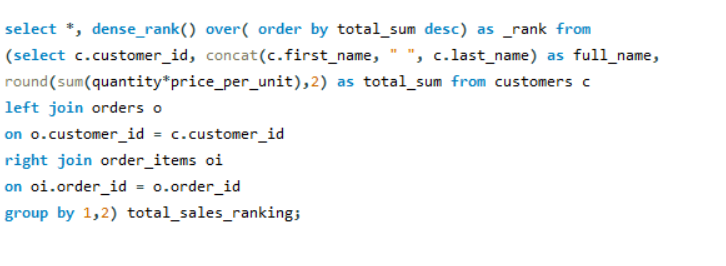 select *, dense_rank() over( order by total_sum desc) as _rank from
(select c.customer_id, concat(c.first_name, " ", c.last_name) as full_name,
round(sum(quantity*price_per_unit),2) as total_sum from customers c
left join orders o
on o.customer_id = c.customer_id
right join order_items oi
on oi.order_id = o.order_id
group by 1,2) total_sales_ranking;